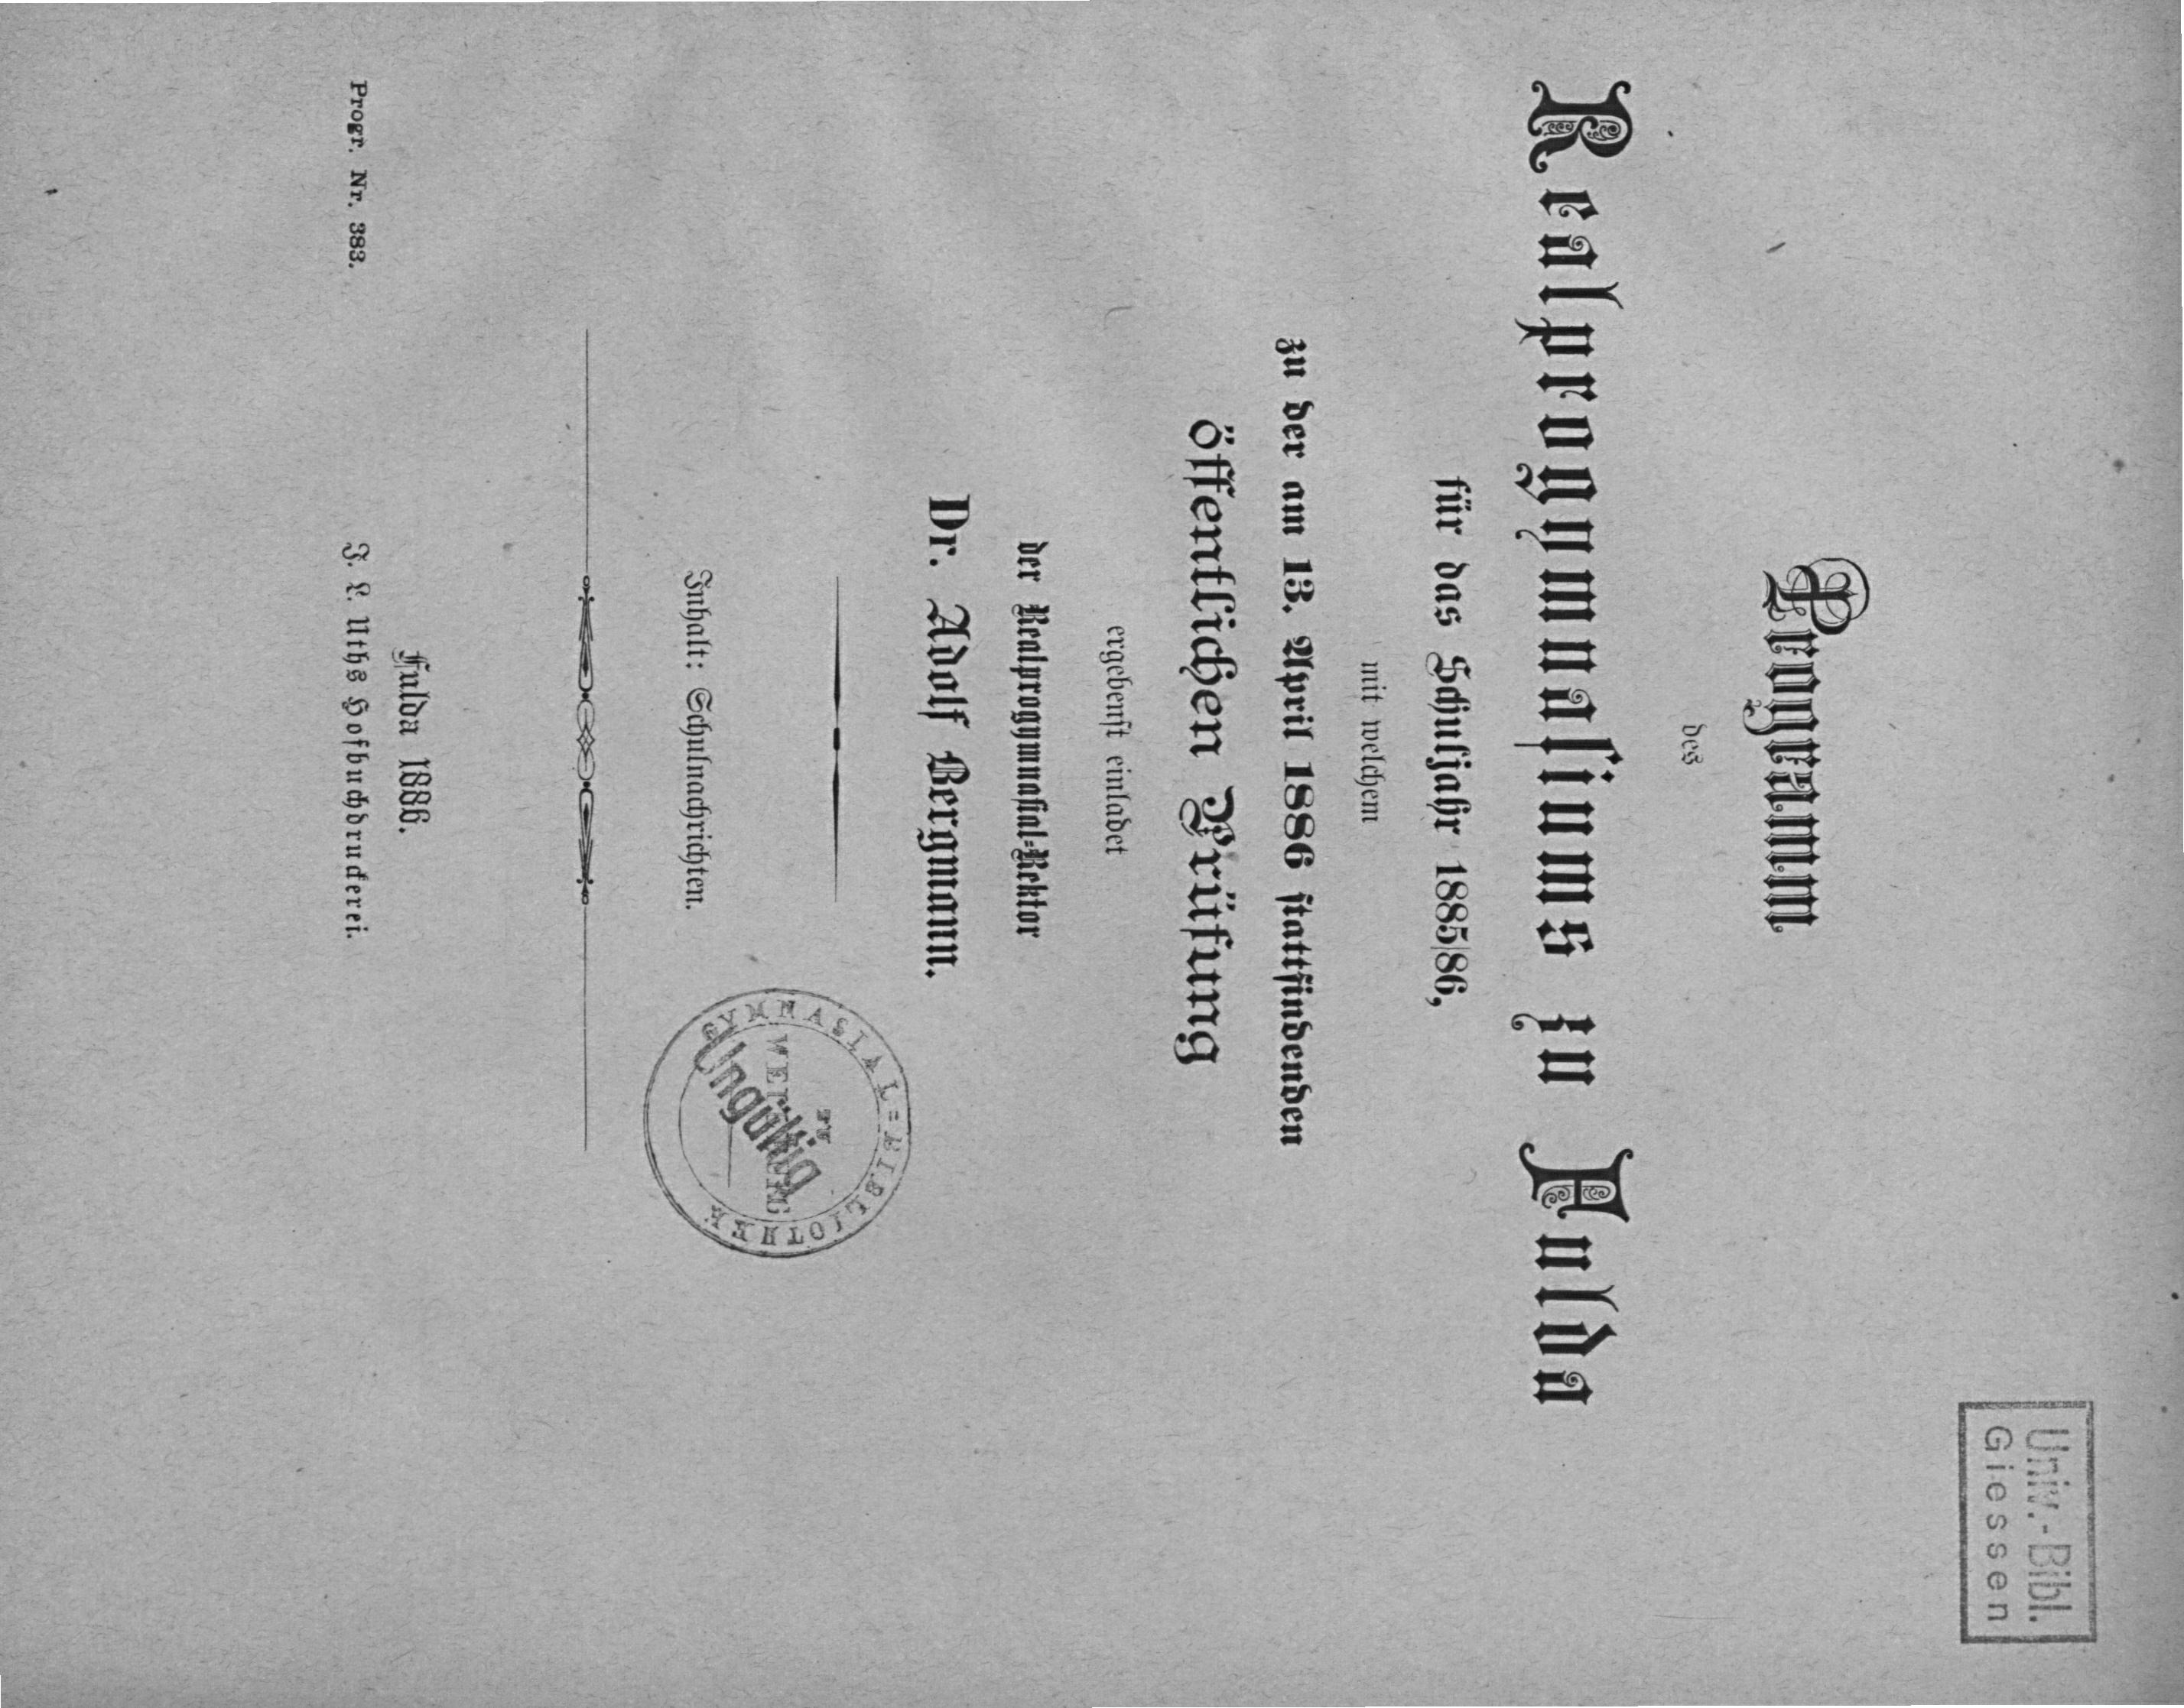 Univ.-Bibl.
Giessen
Programm
des
Realprogymnasiums zu Fulda
für das Schuljahr 1885/86,
mit welchem
zu der am 13. April 1886 stattfindenden
öffentlichen Prüfung
ergebenst einladet
der Realprogymnasial-Rektor
Dr. Adolf Bergmann.
Inhalt: Schulnachrichten.
GYMNASIAL-BIBLIOTHEK
Ungültig
Fulda 1886.
Progr. Nr. 383.
J. L. Uths Hofbuchdruckerei.